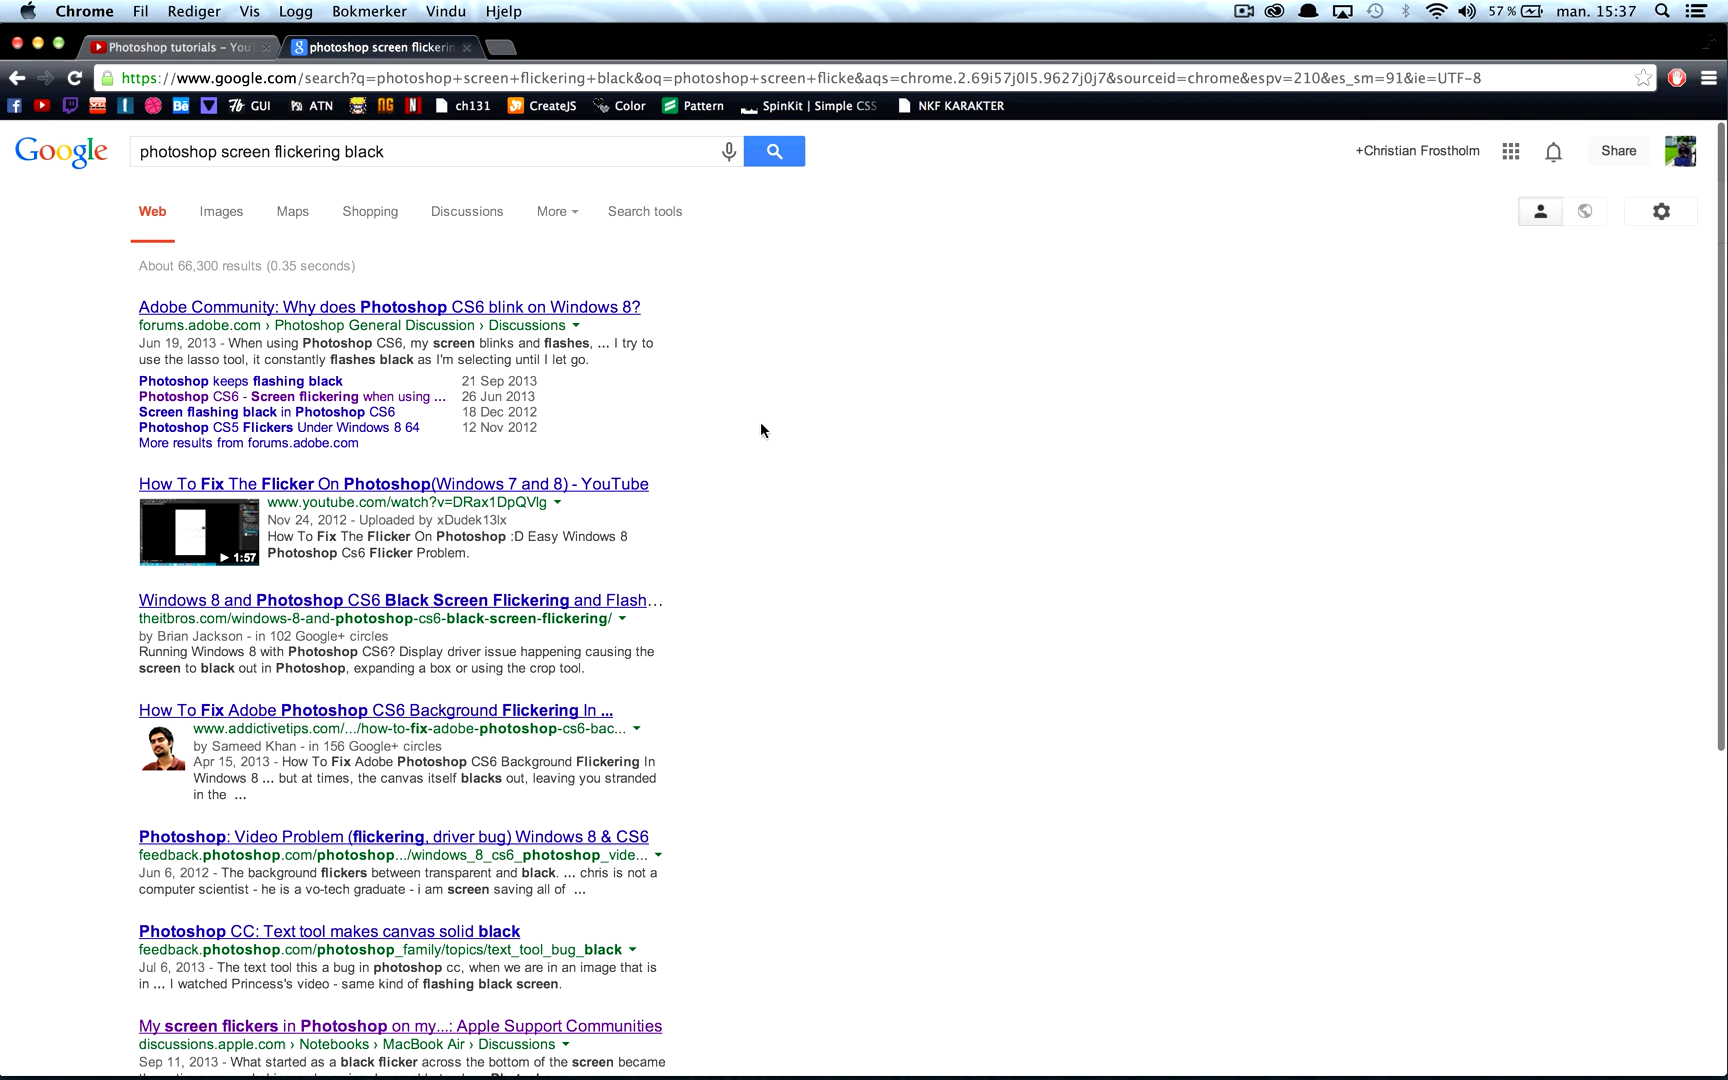 Chrome Fil Rediger Vis Logg Bokmerker Vindu Hjelp 57 % man. 15:37
Photoshop tutorials – You photoshop screen flickerin
https://www.google.com/search?q=photoshop+screen+flickering+black&oq=photoshop+screen+flicke&aqs=chrome.2.69i57j0l5.9627j0j7&sourceid=chrome&espv=210&es_sm=91&ie=UTF-8
GUI ATN ch131 CreateJS Color Pattern SpinKit | Simple CSS NKF KARAKTER
Google photoshop screen flickering black +Christian Frostholm Share
Web Images Maps Shopping Discussions More Search tools
About 66,300 results (0.35 seconds)
Adobe Community: Why does Photoshop CS6 blink on Windows 8?
forums.adobe.com › Photoshop General Discussion › Discussions
Jun 19, 2013 - When using Photoshop CS6, my screen blinks and flashes, ... I try to
use the lasso tool, it constantly flashes black as I'm selecting until I let go.
Photoshop keeps flashing black 21 Sep 2013
Photoshop CS6 - Screen flickering when using ... 26 Jun 2013
Screen flashing black in Photoshop CS6 18 Dec 2012
Photoshop CS5 Flickers Under Windows 8 64 12 Nov 2012
More results from forums.adobe.com
How To Fix The Flicker On Photoshop(Windows 7 and 8) - YouTube
www.youtube.com/watch?v=DRax1DpQVlg
Nov 24, 2012 - Uploaded by xDudek13lx
How To Fix The Flicker On Photoshop :D Easy Windows 8
Photoshop Cs6 Flicker Problem.
1:57
Windows 8 and Photoshop CS6 Black Screen Flickering and Flash...
theitbros.com/windows-8-and-photoshop-cs6-black-screen-flickering/
by Brian Jackson - in 102 Google+ circles
Running Windows 8 with Photoshop CS6? Display driver issue happening causing the
screen to black out in Photoshop, expanding a box or using the crop tool.
How To Fix Adobe Photoshop CS6 Background Flickering In ...
www.addictivetips.com/.../how-to-fix-adobe-photoshop-cs6-bac...
by Sameed Khan - in 156 Google+ circles
Apr 15, 2013 - How To Fix Adobe Photoshop CS6 Background Flickering In
Windows 8 ... but at times, the canvas itself blacks out, leaving you stranded
in the ...
Photoshop: Video Problem (flickering, driver bug) Windows 8 & CS6
feedback.photoshop.com/photoshop.../windows_8_cs6_photoshop_vide...
Jun 6, 2012 - The background flickers between transparent and black. ... chris is not a
computer scientist - he is a vo-tech graduate - i am screen saving all of ...
Photoshop CC: Text tool makes canvas solid black
feedback.photoshop.com/photoshop_family/topics/text_tool_bug_black
Jul 6, 2013 - The text tool this a bug in photoshop cc, when we are in an image that is
in ... I watched Princess's video - same kind of flashing black screen.
My screen flickers in Photoshop on my...: Apple Support Communities
discussions.apple.com › Notebooks › MacBook Air › Discussions
Sep 11, 2013 - What started as a black flicker across the bottom of the screen became